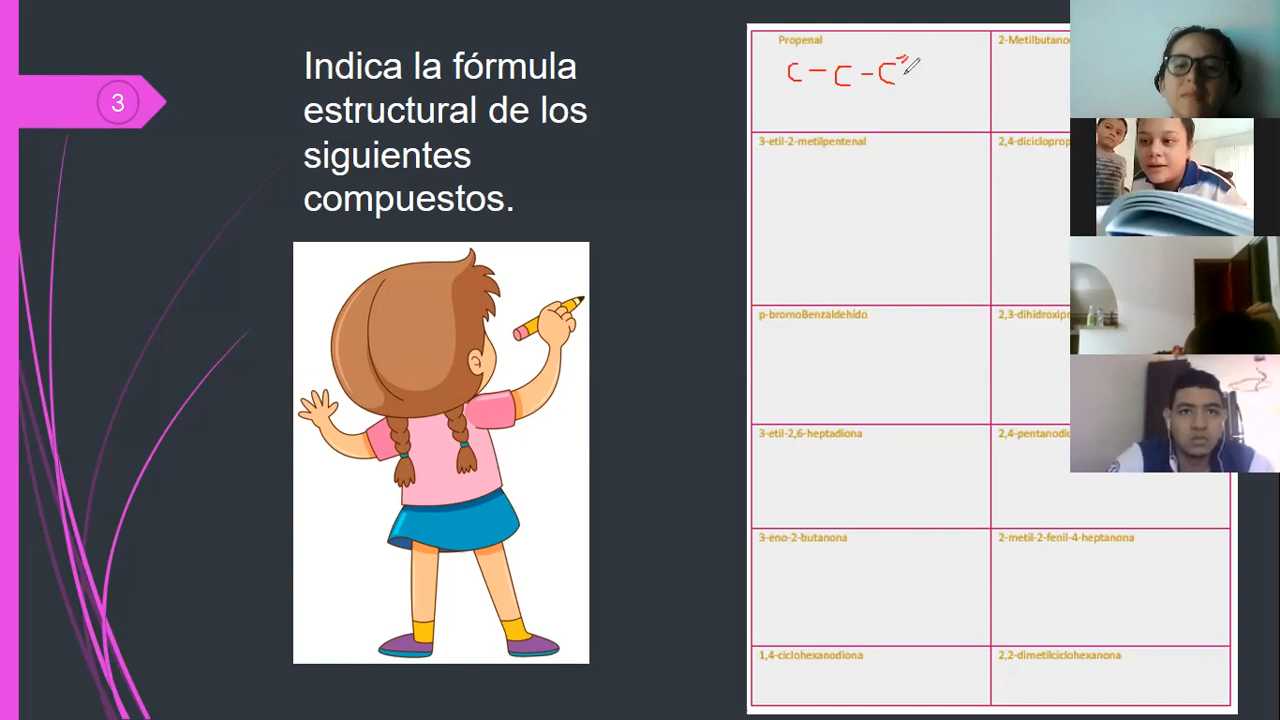 3
Indica la fórmula
estructural de los
siguientes
compuestos.
Propenal
C - C - C
3-etil-2-metilpentenal
p-bromoBenzaldehído
3-etil-2,6-heptadiona
2-metil-2-fenil-4-heptanona
3-eno-2-butanona
1,4-ciclohexanodiona
2,2-dimetilciclohexanona